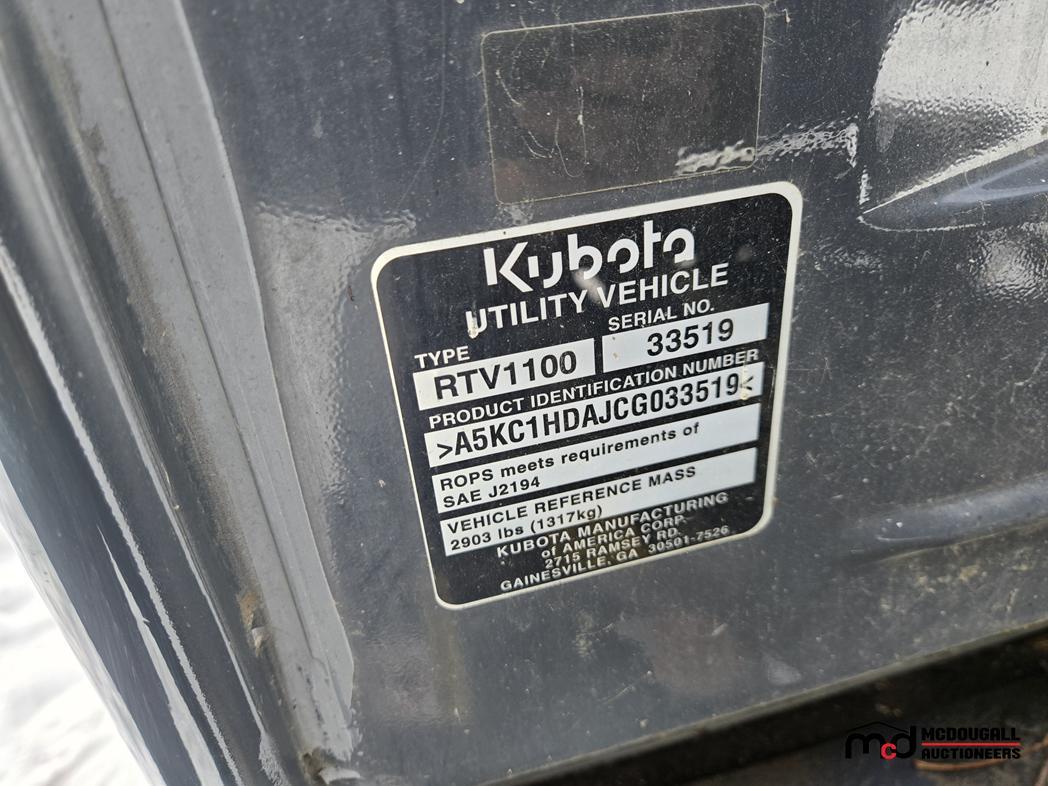 Kubota
UTILITY VEHICLE
TYPE
SERIAL NO.
RTV1100
33519
PRODUCT IDENTIFICATION NUMBER
>A5KC1HDAJCG033519<
ROPS meets requirements of
SAE J2194
VEHICLE REFERENCE MASS
2903 lbs (1317kg)
KUBOTA MANUFACTURING
of AMERICA CORP.
2715 RAMSEY RD.
GAINESVILLE, GA 30501-7526
mcd MCDOUGALL
AUCTIONEERS